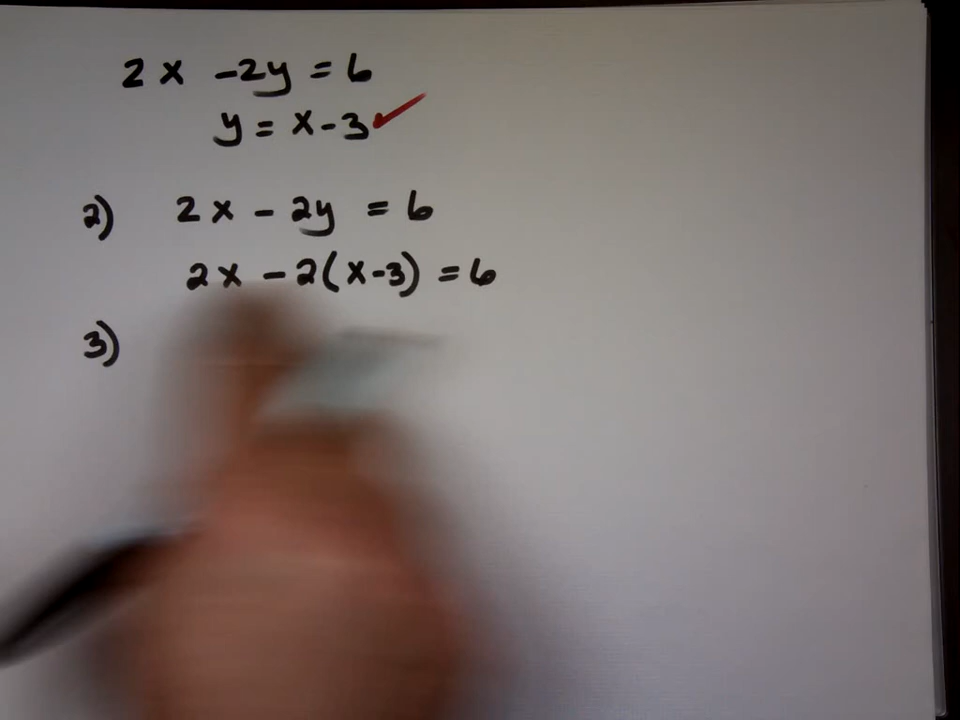 2x - 2y = 6
y = x - 3
2) 2x - 2y = 6
2x - 2(x-3) = 6
3)